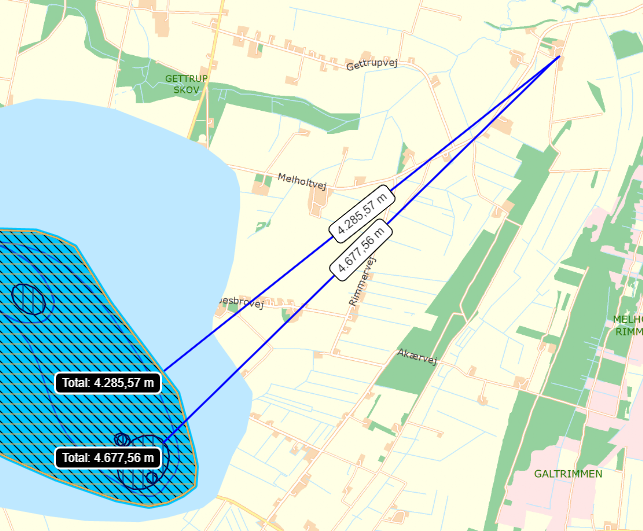 Gettrupvej
GETTRUP
SKOV
Melholtvej
4.285,57 m
4.677,56 m
Rimmervej
MELHO
RIMM
Akærvej
Total: 4.285,57 m
Total: 4.677,56 m
GALTRIMMEN